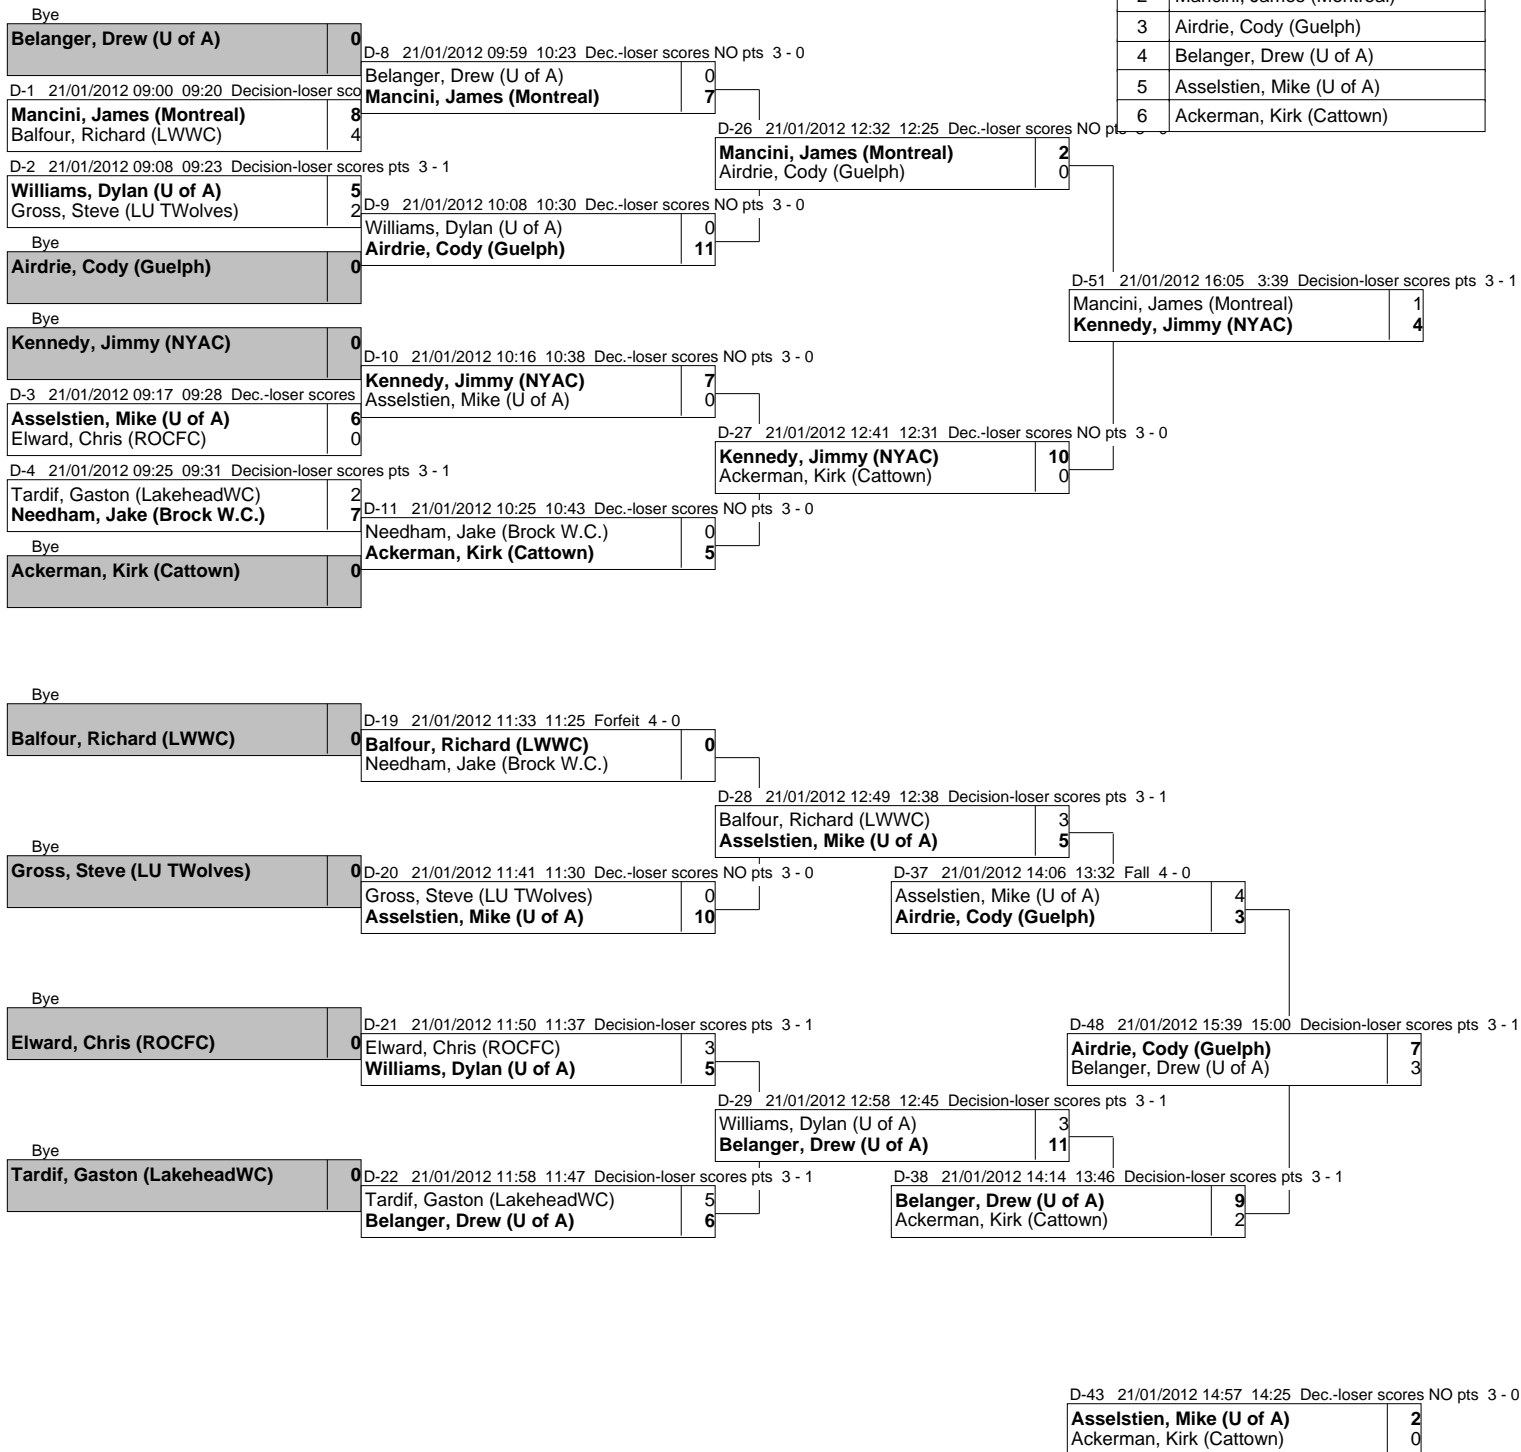 2 Mancini, James (Montreal)
3 Airdrie, Cody (Guelph)
4 Belanger, Drew (U of A)
5 Asselstien, Mike (U of A)
6 Ackerman, Kirk (Cattown)
Bye
Belanger, Drew (U of A) 0
D-1 21/01/2012 09:00 09:20 Decision-loser sco
Mancini, James (Montreal) 8
Balfour, Richard (LWWC) 4
D-2 21/01/2012 09:08 09:23 Decision-loser scores pts 3 - 1
Williams, Dylan (U of A) 5
Gross, Steve (LU TWolves) 2
Bye
Airdrie, Cody (Guelph) 0
Bye
Kennedy, Jimmy (NYAC) 0
D-3 21/01/2012 09:17 09:28 Dec.-loser scores
Asselstien, Mike (U of A) 6
Elward, Chris (ROCFC) 0
D-4 21/01/2012 09:25 09:31 Decision-loser scores pts 3 - 1
Tardif, Gaston (LakeheadWC) 2
Needham, Jake (Brock W.C.) 7
Bye
Ackerman, Kirk (Cattown) 0
D-8 21/01/2012 09:59 10:23 Dec.-loser scores NO pts 3 - 0
Belanger, Drew (U of A) 0
Mancini, James (Montreal) 7
D-9 21/01/2012 10:08 10:30 Dec.-loser scores NO pts 3 - 0
Williams, Dylan (U of A) 0
Airdrie, Cody (Guelph) 11
D-10 21/01/2012 10:16 10:38 Dec.-loser scores NO pts 3 - 0
Kennedy, Jimmy (NYAC) 7
Asselstien, Mike (U of A) 0
D-11 21/01/2012 10:25 10:43 Dec.-loser scores NO pts 3 - 0
Needham, Jake (Brock W.C.) 0
Ackerman, Kirk (Cattown) 5
D-26 21/01/2012 12:32 12:25 Dec.-loser scores NO
Mancini, James (Montreal) 2
Airdrie, Cody (Guelph) 0
D-27 21/01/2012 12:41 12:31 Dec.-loser scores NO pts 3 - 0
Kennedy, Jimmy (NYAC) 10
Ackerman, Kirk (Cattown) 0
D-51 21/01/2012 16:05 3:39 Decision-loser scores pts 3 - 1
Mancini, James (Montreal) 1
Kennedy, Jimmy (NYAC) 4
Bye
Balfour, Richard (LWWC) 0
Bye
Gross, Steve (LU TWolves) 0
Bye
Elward, Chris (ROCFC) 0
Bye
Tardif, Gaston (LakeheadWC) 0
D-19 21/01/2012 11:33 11:25 Forfeit 4 - 0
Balfour, Richard (LWWC) 0
Needham, Jake (Brock W.C.)
D-20 21/01/2012 11:41 11:30 Dec.-loser scores NO pts 3 - 0
Gross, Steve (LU TWolves) 0
Asselstien, Mike (U of A) 10
D-21 21/01/2012 11:50 11:37 Decision-loser scores pts 3 - 1
Elward, Chris (ROCFC) 3
Williams, Dylan (U of A) 5
D-22 21/01/2012 11:58 11:47 Decision-loser scores pts 3 - 1
Tardif, Gaston (LakeheadWC) 5
Belanger, Drew (U of A) 6
D-28 21/01/2012 12:49 12:38 Decision-loser scores pts 3 - 1
Balfour, Richard (LWWC) 3
Asselstien, Mike (U of A) 5
D-29 21/01/2012 12:58 12:45 Decision-loser scores pts 3 - 1
Williams, Dylan (U of A) 3
Belanger, Drew (U of A) 11
D-37 21/01/2012 14:06 13:32 Fall 4 - 0
Asselstien, Mike (U of A) 4
Airdrie, Cody (Guelph) 3
D-38 21/01/2012 14:14 13:46 Decision-loser scores pts 3 - 1
Belanger, Drew (U of A) 9
Ackerman, Kirk (Cattown) 2
D-48 21/01/2012 15:39 15:00 Decision-loser scores pts 3 - 1
Airdrie, Cody (Guelph) 7
Belanger, Drew (U of A) 3
D-43 21/01/2012 14:57 14:25 Dec.-loser scores NO pts 3 - 0
Asselstien, Mike (U of A) 2
Ackerman, Kirk (Cattown) 0